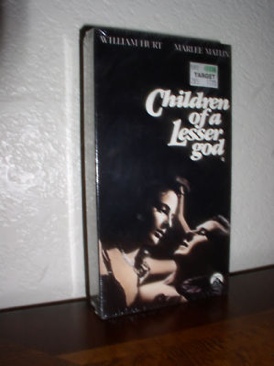 WILLIAM HURT MARLEE MATLIN
TARGET
Children
of a
Lesser
god